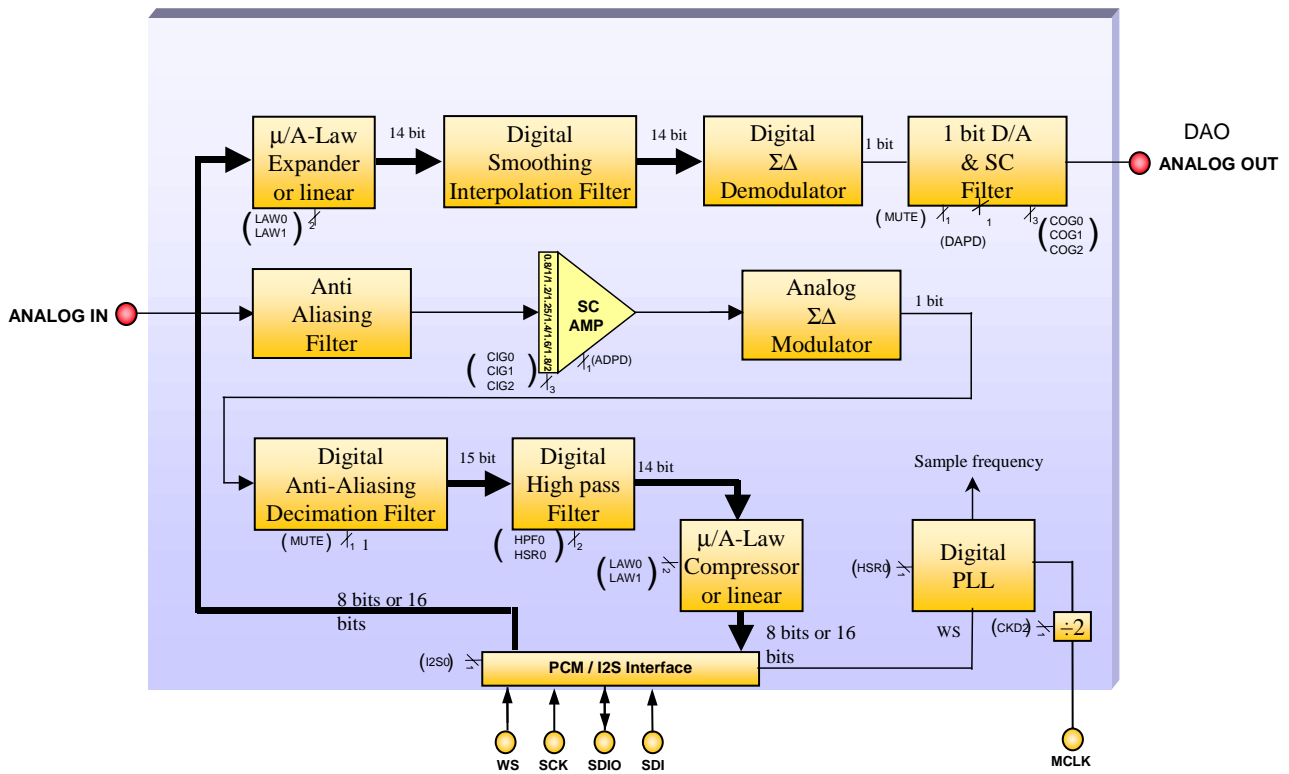 μ/A-Law
Expander
or linear
14 bit
Digital
Smoothing
Interpolation Filter
14 bit
Digital
ΣΔ
Demodulator
1 bit
1 bit D/A
& SC
Filter
DAO
ANALOG OUT
(LAW0
LAW1)
2
(MUTE)
1
1
(DAPD)
3
(COG0
COG1
COG2)
ANALOG IN
Anti
Aliasing
Filter
0.8/1/1.2/1.25/1.4/1.6/1.8/2
SC
AMP
(CIG0
CIG1
CIG2)
3
1
(ADPD)
Analog
ΣΔ
Modulator
1 bit
Digital
Anti-Aliasing
Decimation Filter
15 bit
Digital
High pass
Filter
14 bit
(MUTE)
1 1
(HPF0
HSR0)
2
(LAW0
LAW1)
2
μ/A-Law
Compressor
or linear
Sample frequency
Digital
PLL
(HSR0)
1
WS
(CKD2)
1
÷2
8 bits or 16
bits
8 bits or 16
bits
(I2S0)
1
PCM / I2S Interface
WS
SCK
SDIO
SDI
MCLK